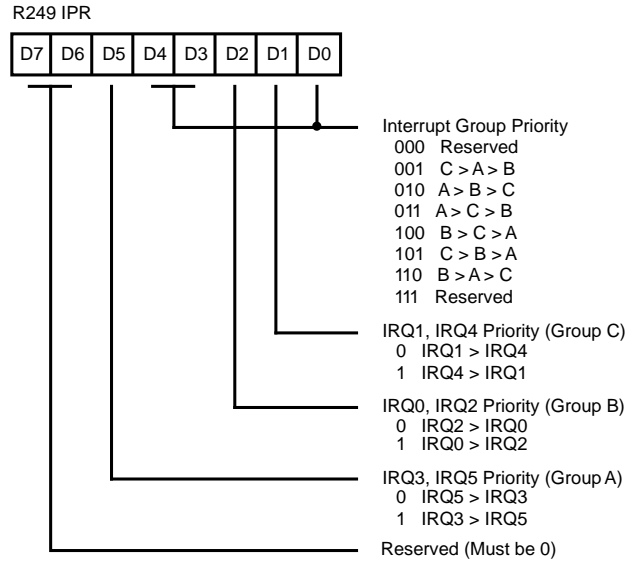 R249 IPR
D7 D6 D5 D4 D3 D2 D1 D0
Interrupt Group Priority
000 Reserved
001 C > A > B
010 A > B > C
011 A > C > B
100 B > C > A
101 C > B > A
110 B > A > C
111 Reserved
IRQ1, IRQ4 Priority (Group C)
0 IRQ1 > IRQ4
1 IRQ4 > IRQ1
IRQ0, IRQ2 Priority (Group B)
0 IRQ2 > IRQ0
1 IRQ0 > IRQ2
IRQ3, IRQ5 Priority (Group A)
0 IRQ5 > IRQ3
1 IRQ3 > IRQ5
Reserved (Must be 0)